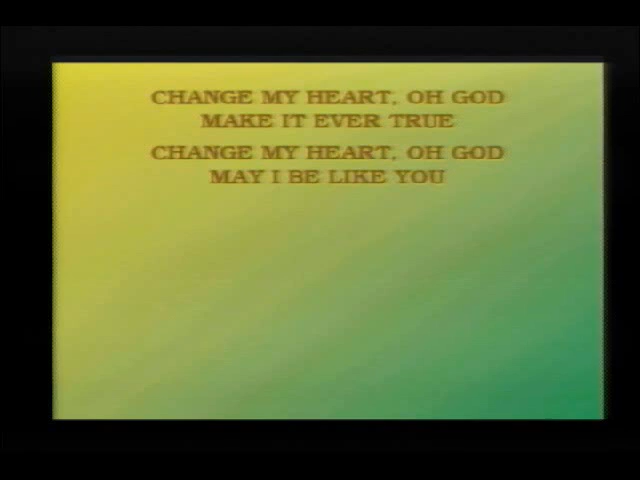 CHANGE MY HEART, OH GOD
MAKE IT EVER TRUE
CHANGE MY HEART, OH GOD
MAY I BE LIKE YOU